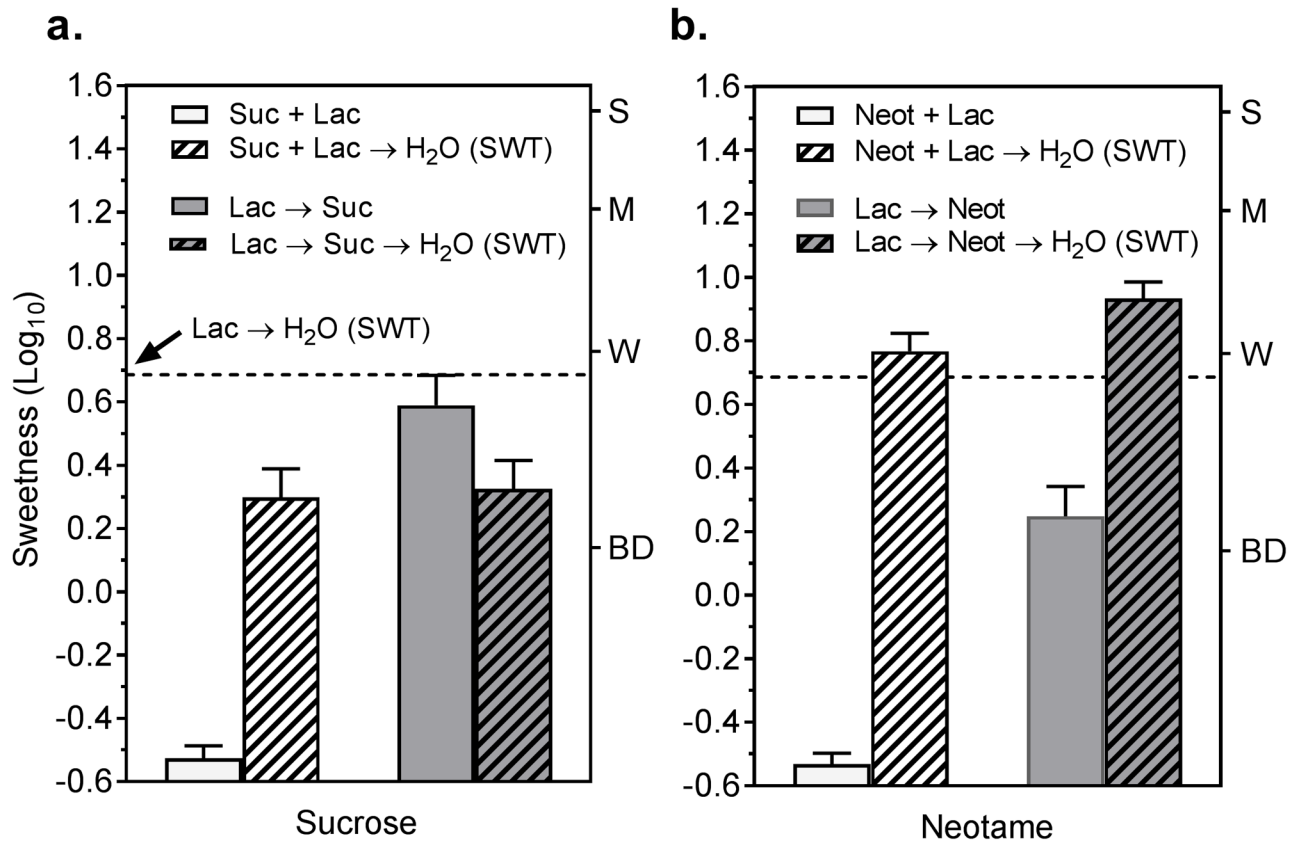 a.
Sweetness (Log10)
1.6
1.4
1.2
1.0
0.8
0.6
0.4
0.2
0.0
-0.2
-0.4
-0.6
Suc + Lac
Suc + Lac → H2O (SWT)
Lac → Suc
Lac → Suc → H2O (SWT)
Lac → H2O (SWT)
S
M
W
BD
Sucrose
b.
1.6
1.4
1.2
1.0
0.8
0.6
0.4
0.2
0.0
-0.2
-0.4
-0.6
Neot + Lac
Neot + Lac → H2O (SWT)
Lac → Neot
Lac → Neot → H2O (SWT)
S
M
W
BD
Neotame